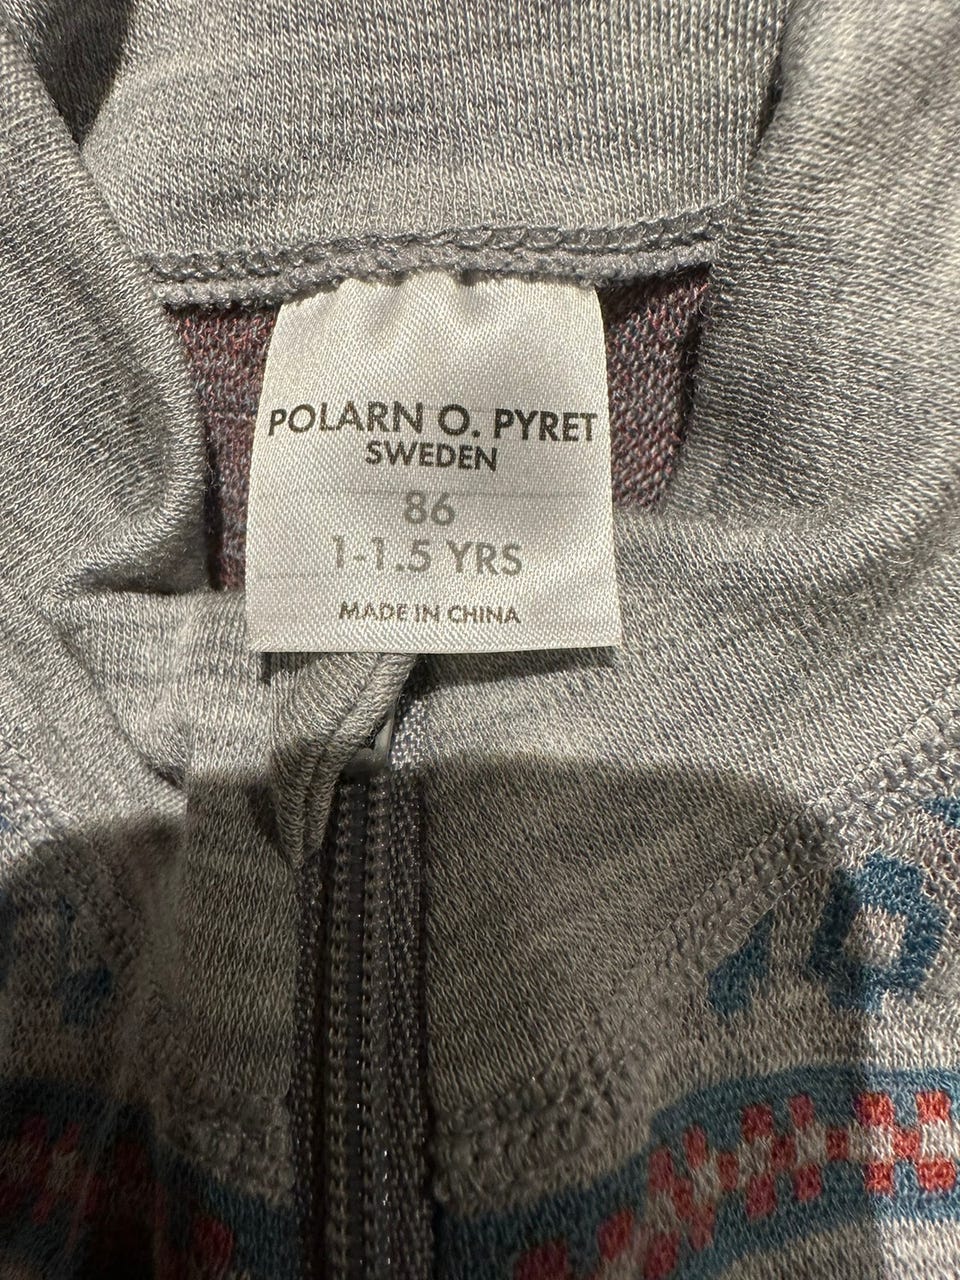 POLARN O. PYRET
SWEDEN
86
1-1.5 YRS
MADE IN CHINA